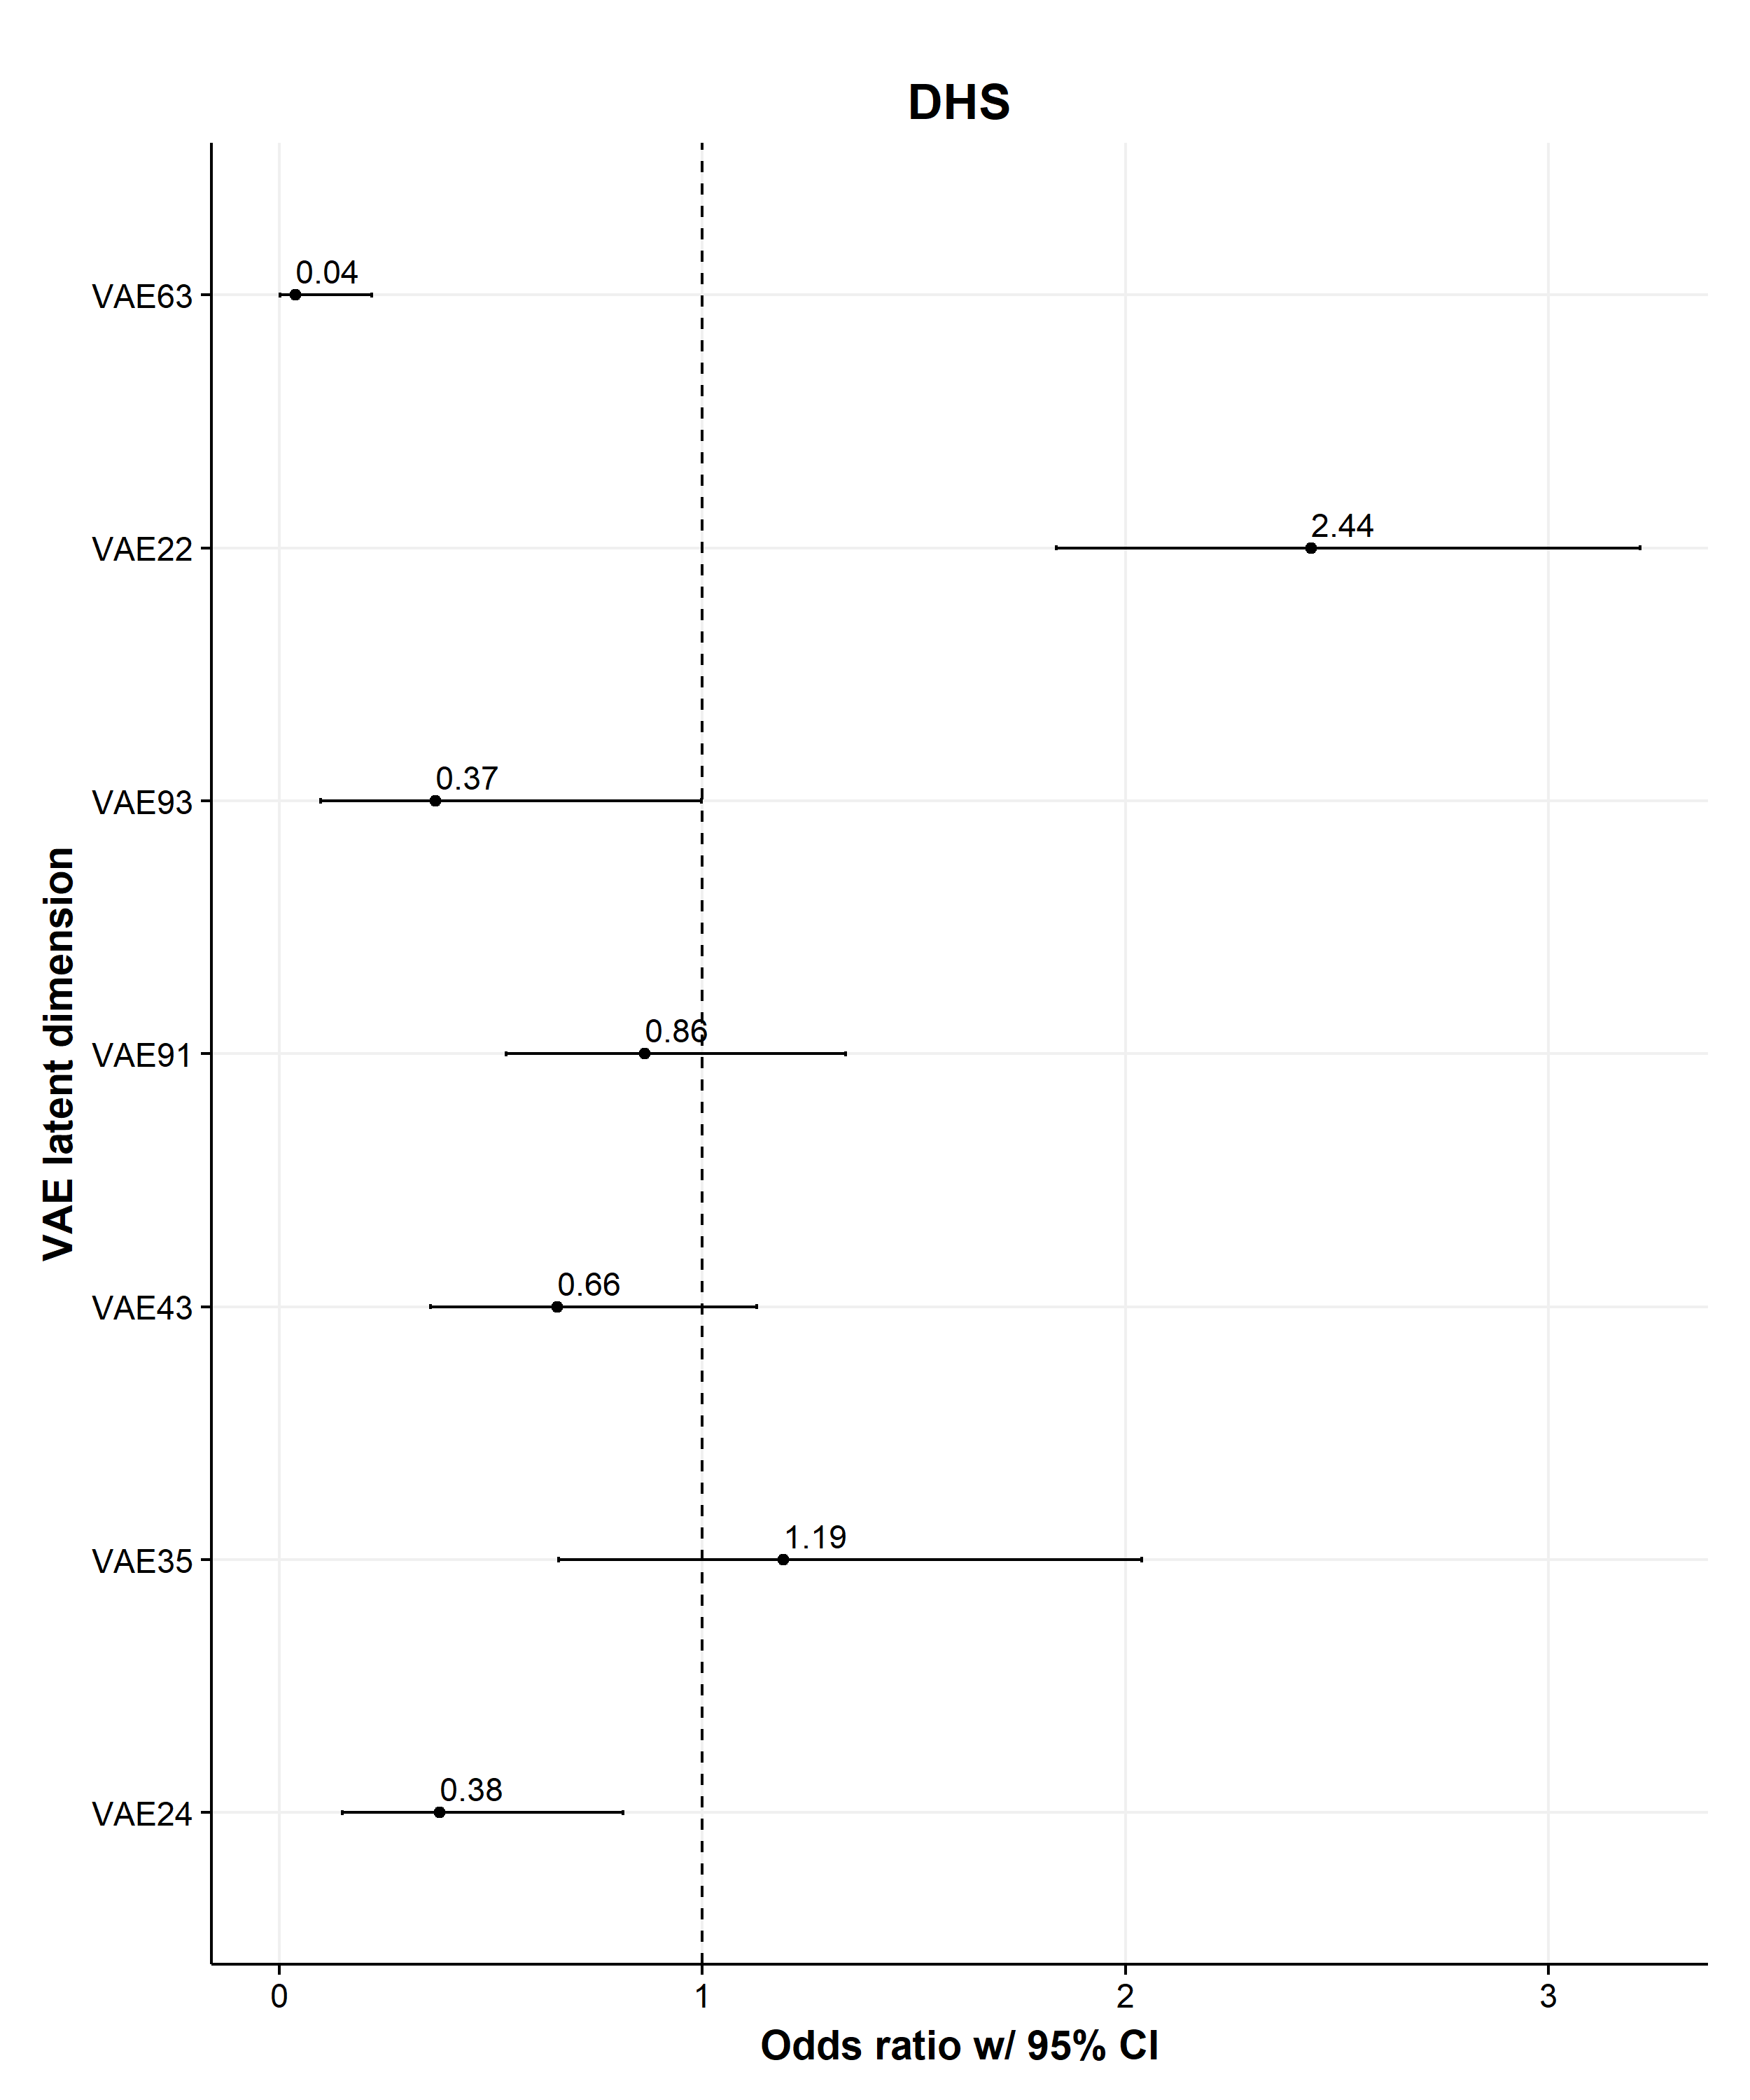 DHS
VAE latent dimension
VAE63
0.04
VAE22
2.44
VAE93
0.37
VAE91
0.86
VAE43
0.66
VAE35
1.19
VAE24
0.38
0 1 2 3
Odds ratio w/ 95% CI